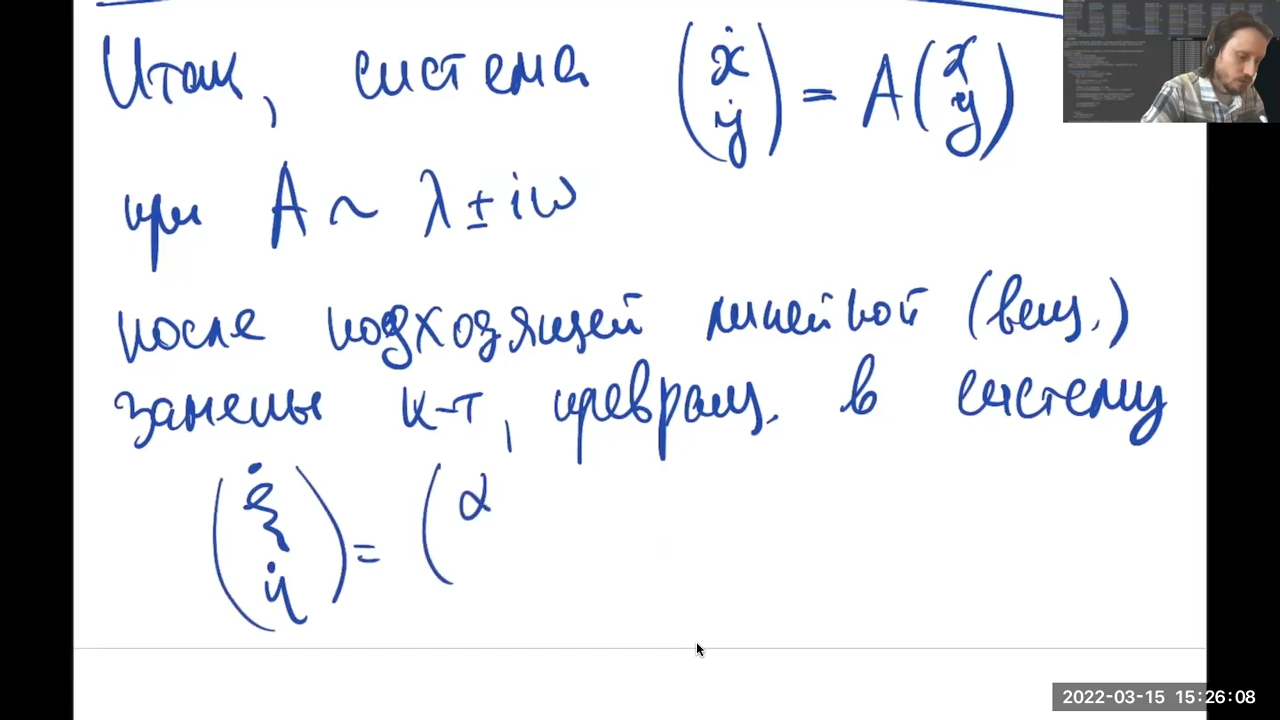 Итак, система (ẋ ẏ) = A(x y)
при A ~ λ ± iω
после подходящей линейной (вещ.)
замены к-т, превращ. в систему
(ξ̇ η̇) = (α
2022-03-15 15:26:08